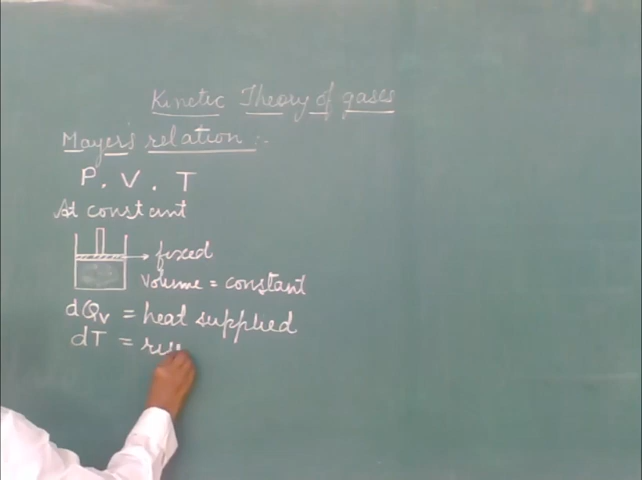 Kinetic Theory of gases
Mayer's relation :-
P. V. T
At constant
→ fixed
Volume = constant
dQv = heat supplied
dT =